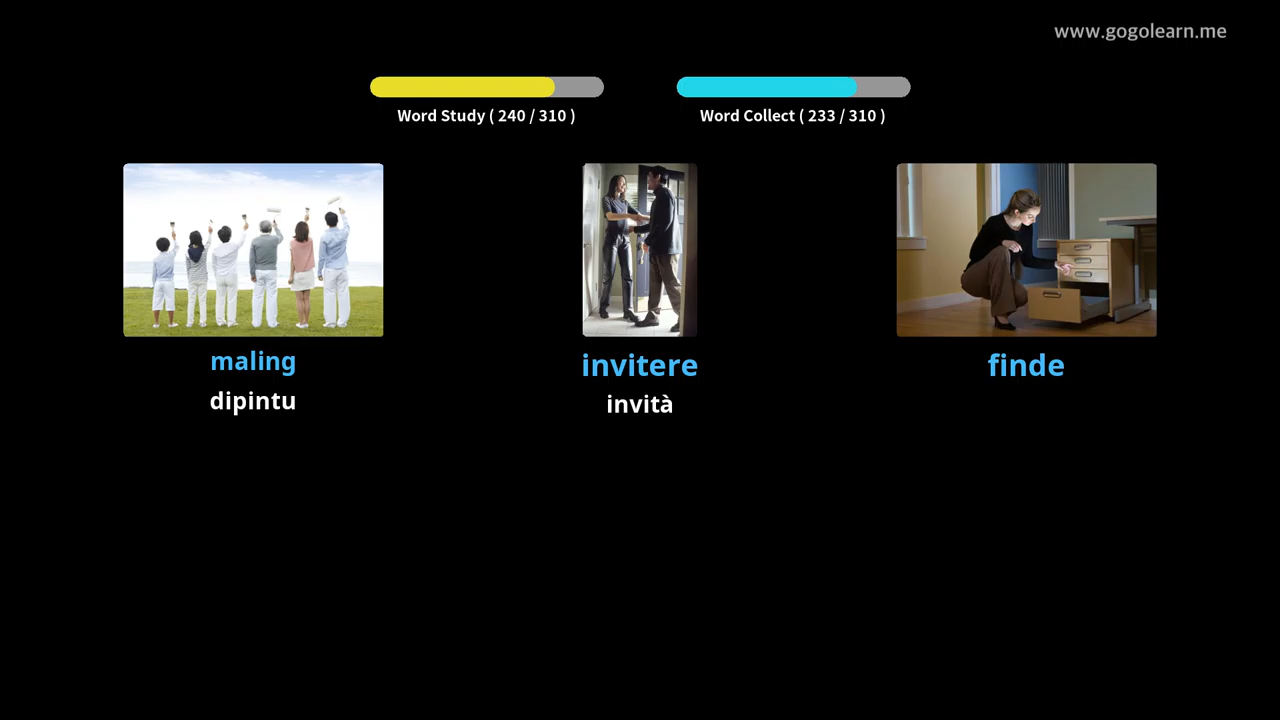 www.gogolearn.me
Word Study ( 240 / 310 )
Word Collect ( 233 / 310 )
maling
invitere
finde
dipintu
invità